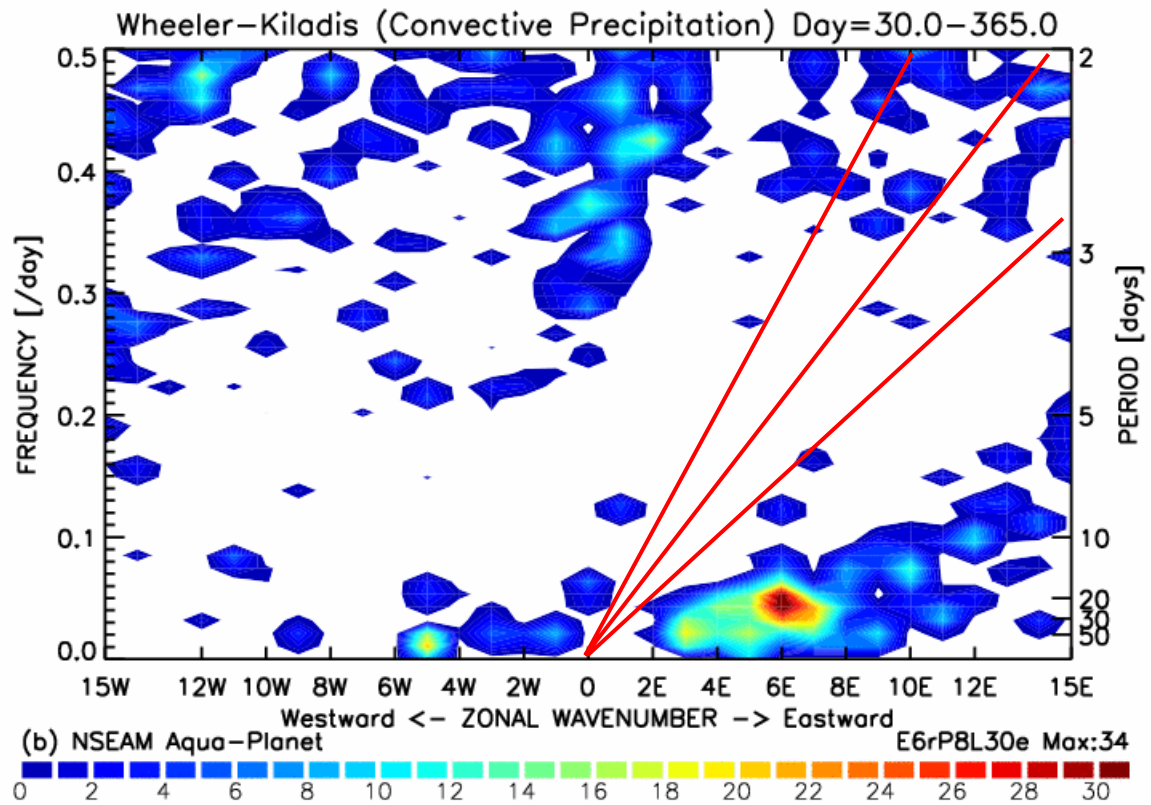 Wheeler−Kiladis (Convective Precipitation) Day=30.0−365.0
FREQUENCY [/day]
0.5
0.4
0.3
0.2
0.1
0.0
2
3
5
10
20
30
50
PERIOD [days]
15W 12W 10W 8W 6W 4W 2W 0 2E 4E 6E 8E 10E 12E 15E
Westward <− ZONAL WAVENUMBER −> Eastward
(b) NSEAM Aqua−Planet E6rP8L30e Max:34
0 2 4 6 8 10 12 14 16 18 20 22 24 26 28 30